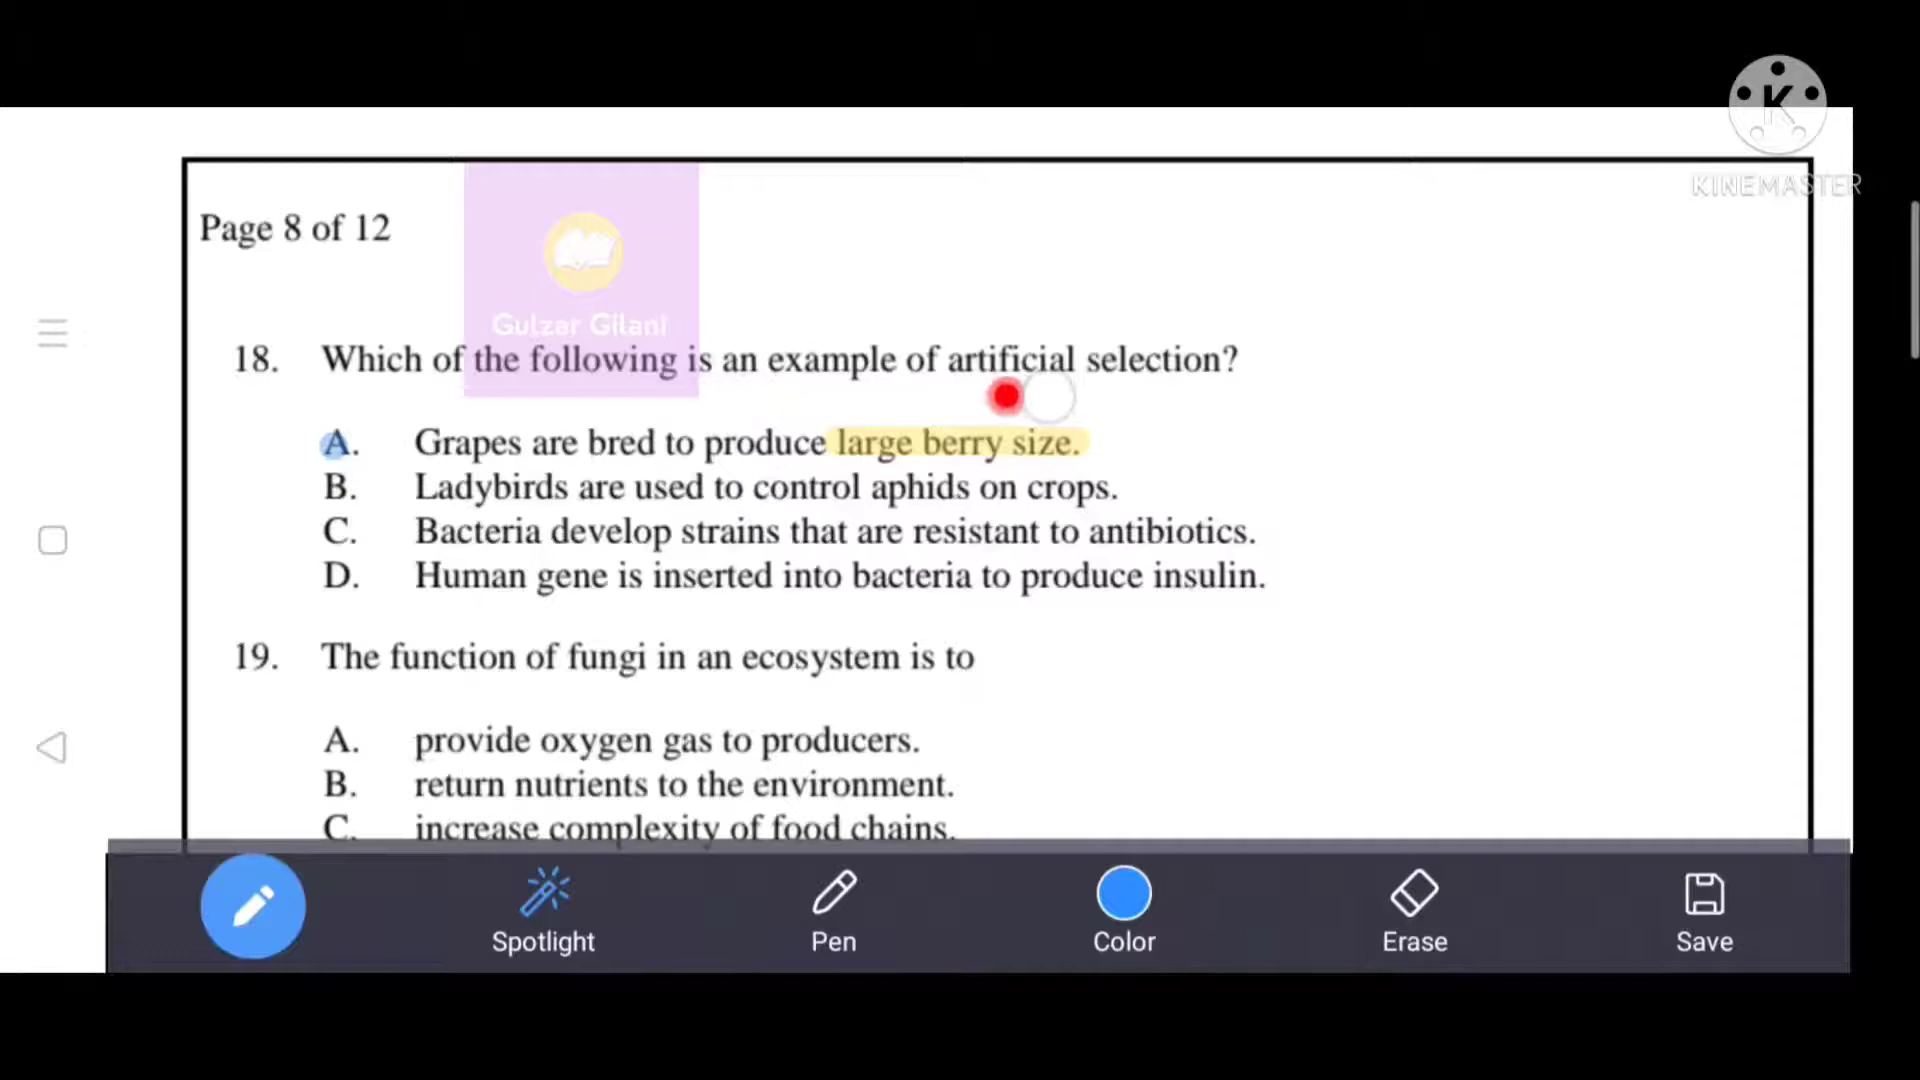 KINEMASTER
Page 8 of 12
Gulzar Gilani
18. Which of the following is an example of artificial selection?
A. Grapes are bred to produce large berry size.
B. Ladybirds are used to control aphids on crops.
C. Bacteria develop strains that are resistant to antibiotics.
D. Human gene is inserted into bacteria to produce insulin.
19. The function of fungi in an ecosystem is to
A. provide oxygen gas to producers.
B. return nutrients to the environment.
C. increase complexity of food chains.
Spotlight Pen Color Erase Save